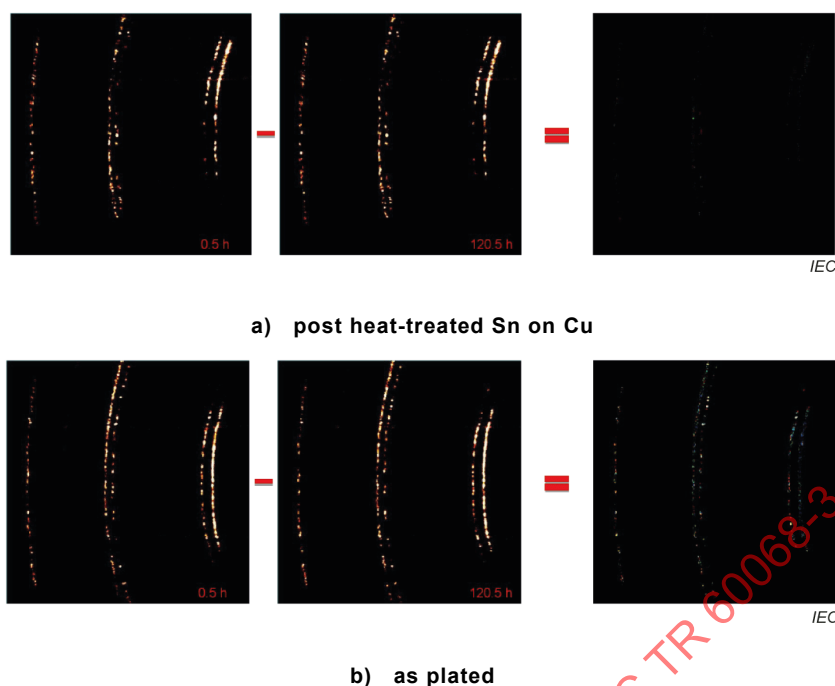 0.5 h
120.5 h
IEC
a) post heat-treated Sn on Cu
0.5 h
120.5 h
IEC
b) as plated
TR 60068-3